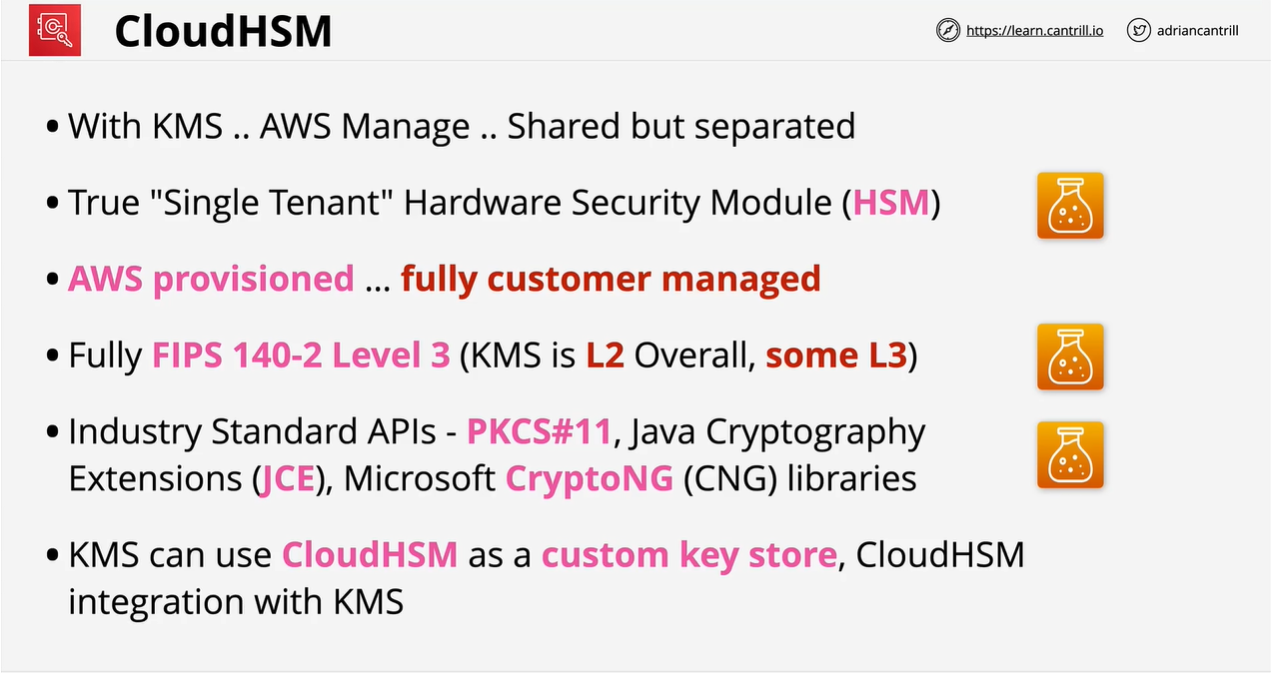 CloudHSM
https://learn.cantrill.io
adriancantrill
• With KMS .. AWS Manage .. Shared but separated
• True "Single Tenant" Hardware Security Module (HSM)
• AWS provisioned ... fully customer managed
• Fully FIPS 140-2 Level 3 (KMS is L2 Overall, some L3)
• Industry Standard APIs - PKCS#11, Java Cryptography
Extensions (JCE), Microsoft CryptoNG (CNG) libraries
• KMS can use CloudHSM as a custom key store, CloudHSM
integration with KMS